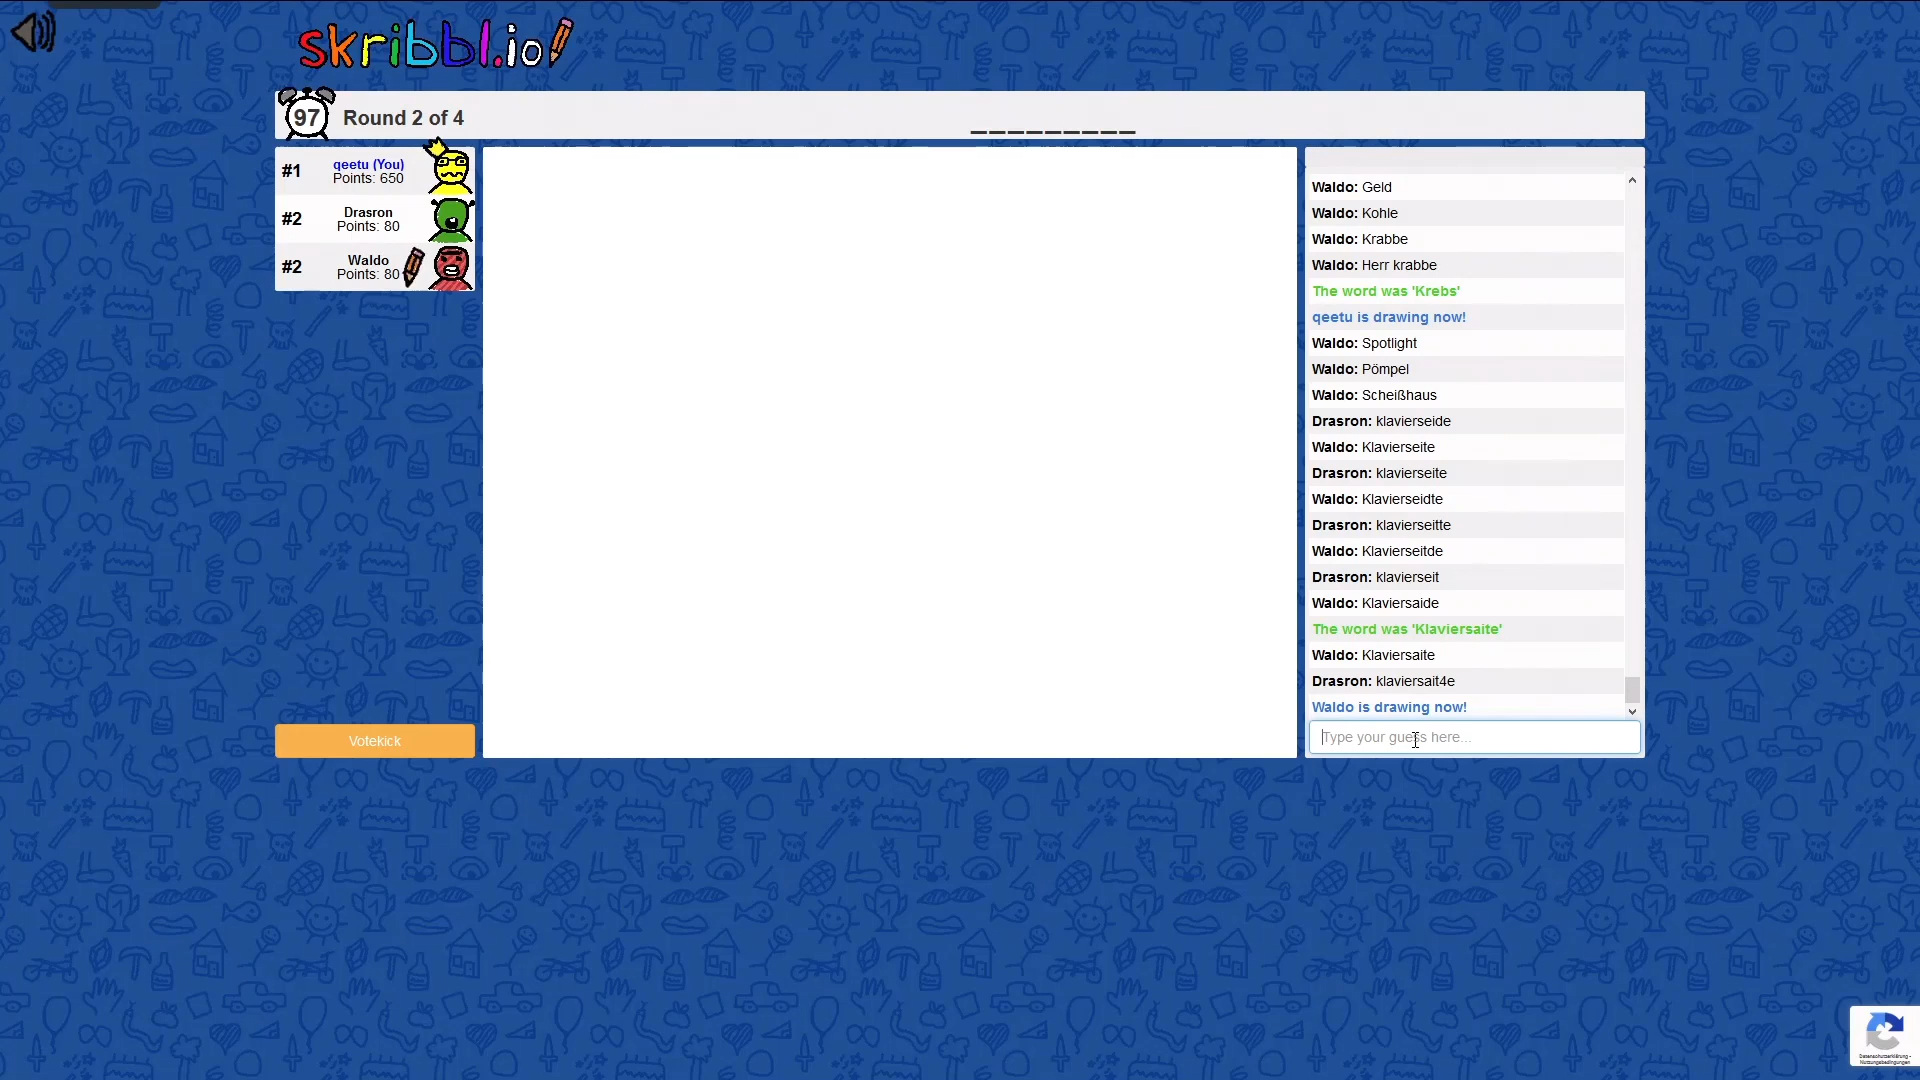 skribbl.io
97
Round 2 of 4
_________
#1
qeetu (You)
Points: 650
#2
Drasron
Points: 80
#2
Waldo
Points: 80
Votekick
Waldo: Geld
Waldo: Kohle
Waldo: Krabbe
Waldo: Herr krabbe
The word was 'Krebs'
qeetu is drawing now!
Waldo: Spotlight
Waldo: Pömpel
Waldo: Scheißhaus
Drasron: klavierseide
Waldo: Klavierseite
Drasron: klavierseite
Waldo: Klavierseidte
Drasron: klavierseitte
Waldo: Klavierseitde
Drasron: klavierseit
Waldo: Klaviersaide
The word was 'Klaviersaite'
Waldo: Klaviersaite
Drasron: klaviersait4e
Waldo is drawing now!
Type your guess here...
Datenschutzerklärung -
Nutzungsbedingungen